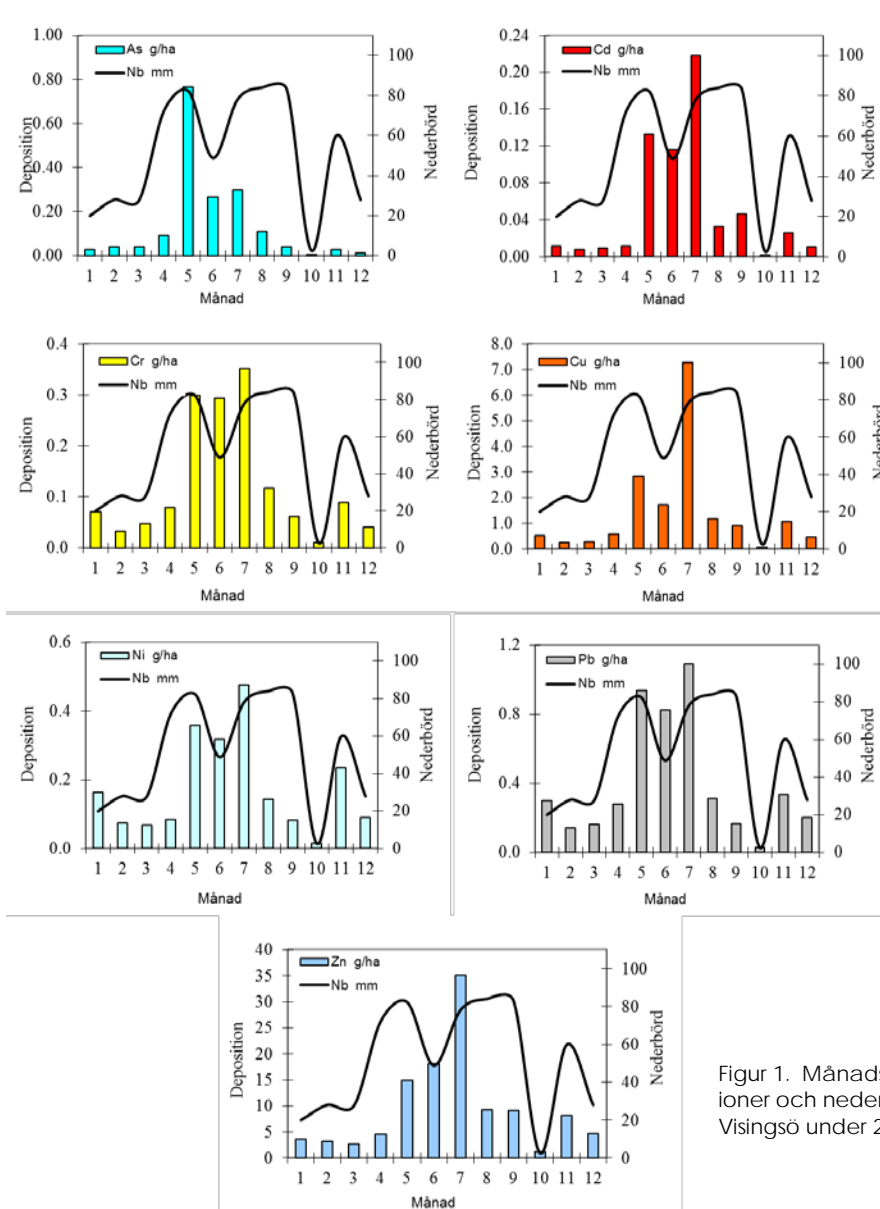 1.00
0.80
0.60
0.40
0.20
0.00
Deposition
As g/ha
Nb mm
100
80
60
40
20
0
Nederbörd
1 2 3 4 5 6 7 8 9 10 11 12
Månad
0.24
0.20
0.16
0.12
0.08
0.04
0.00
Deposition
Cd g/ha
Nb mm
100
80
60
40
20
0
Nederbörd
1 2 3 4 5 6 7 8 9 10 11 12
Månad
0.4
0.3
0.2
0.1
0.0
Deposition
Cr g/ha
Nb mm
100
80
60
40
20
0
Nederbörd
1 2 3 4 5 6 7 8 9 10 11 12
Månad
8.0
7.0
6.0
5.0
4.0
3.0
2.0
1.0
0.0
Deposition
Cu g/ha
Nb mm
100
80
60
40
20
0
Nederbörd
1 2 3 4 5 6 7 8 9 10 11 12
Månad
0.6
0.4
0.2
0.0
Deposition
Ni g/ha
Nb mm
100
80
60
40
20
0
Nederbörd
1 2 3 4 5 6 7 8 9 10 11 12
Månad
1.2
0.8
0.4
0.0
Deposition
Pb g/ha
Nb mm
100
80
60
40
20
0
Nederbörd
1 2 3 4 5 6 7 8 9 10 11 12
Månad
40
35
30
25
20
15
10
5
0
Deposition
Zn g/ha
Nb mm
100
80
60
40
20
0
Nederbörd
1 2 3 4 5 6 7 8 9 10 11 12
Månad
Figur 1. Månads
ioner och neder
Visingsö under 2